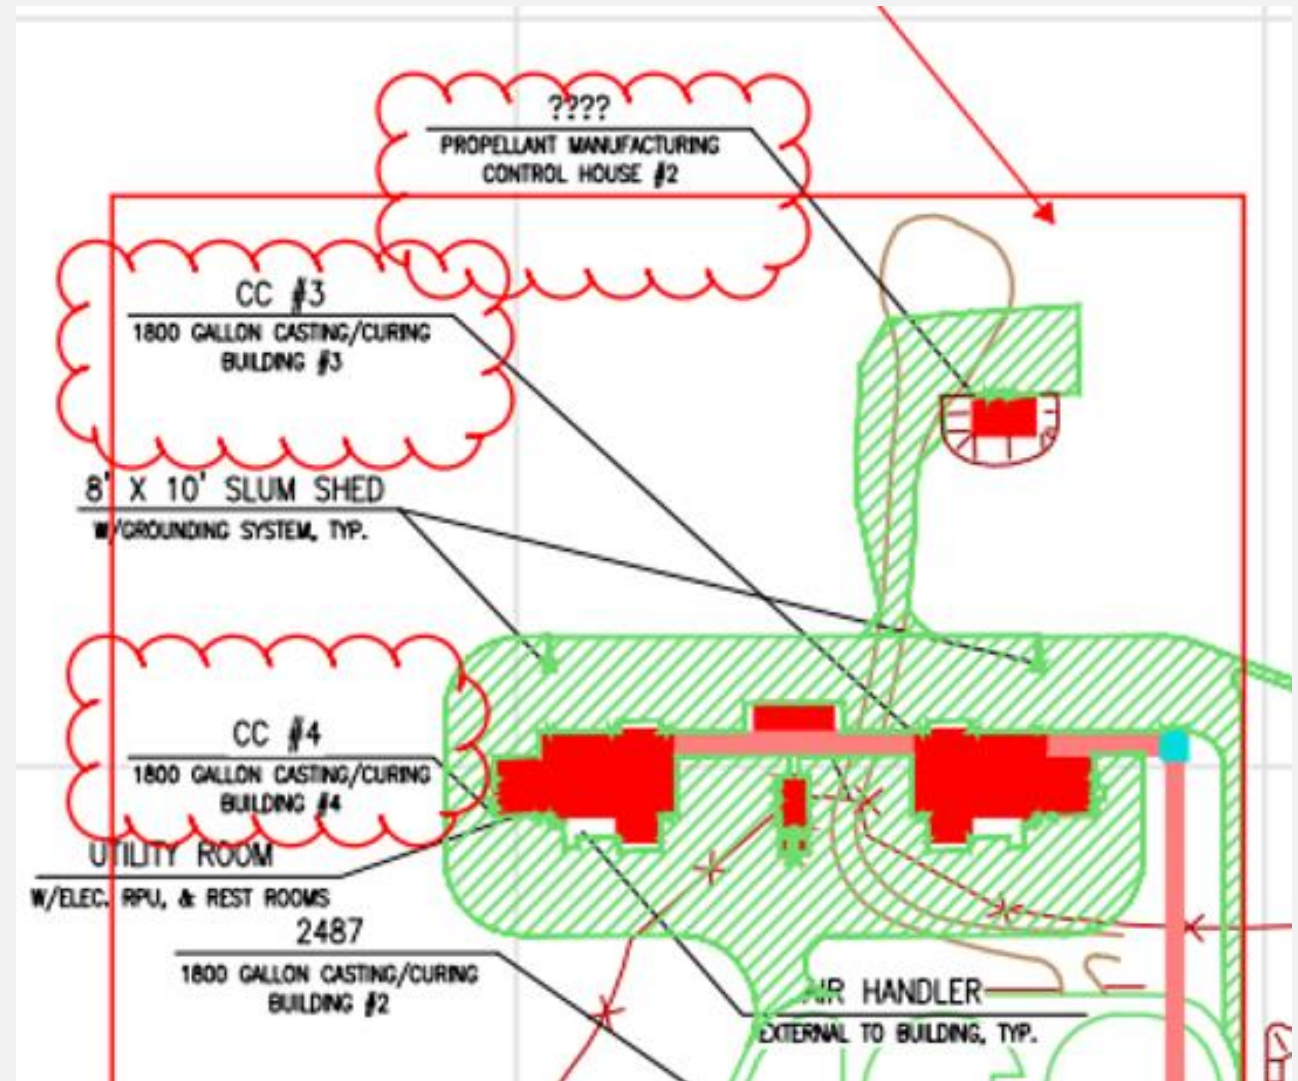 ????
PROPELLANT MANUFACTURING
CONTROL HOUSE #2
CC #3
1800 GALLON CASTING/CURING
BUILDING #3
8' X 10' SLUM SHED
W/GROUNDING SYSTEM, TYP.
CC #4
1800 GALLON CASTING/CURING
BUILDING #4
UTILITY ROOM
W/ELEC. RPU, & REST ROOMS
2487
1800 GALLON CASTING/CURING
BUILDING #2
AIR HANDLER
EXTERNAL TO BUILDING, TYP.